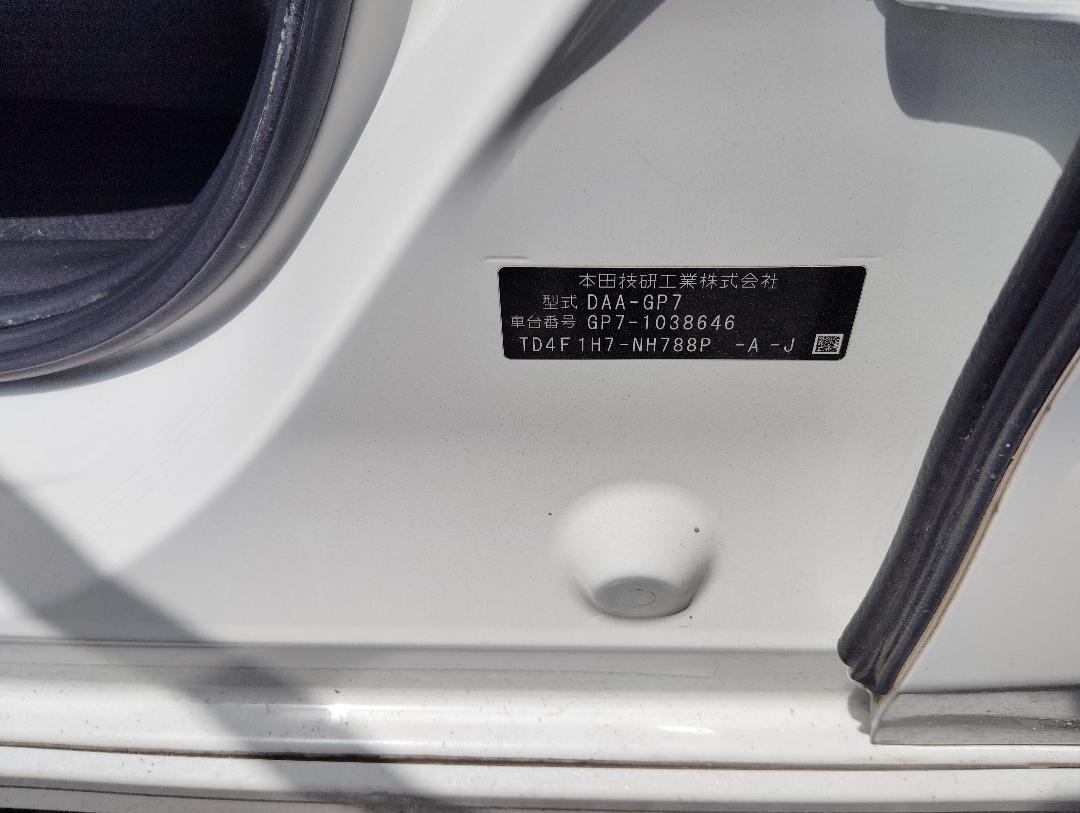 本田技研工業株式会社
型式 DAA-GP7
車台番号 GP7-1038646
TD4F1H7-NH788P -A -J